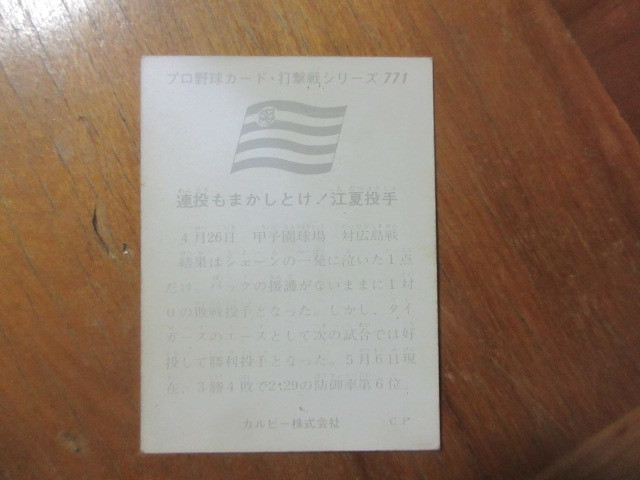 プロ野球カード・打撃戦シリーズ 771
連投もまかしとけ！江夏投手
4月26日　甲子園球場　対広島戦
結果はシェーンの一発に泣いた1点
だけ。バックの援護がないままに1対
0の敗戦投手となった。しかし、タイ
ガースのエースとして次の試合では好
投して勝利投手となった。5月6日現
在、3勝4敗で2.29の防御率第6位。
カルビー株式会社　C P